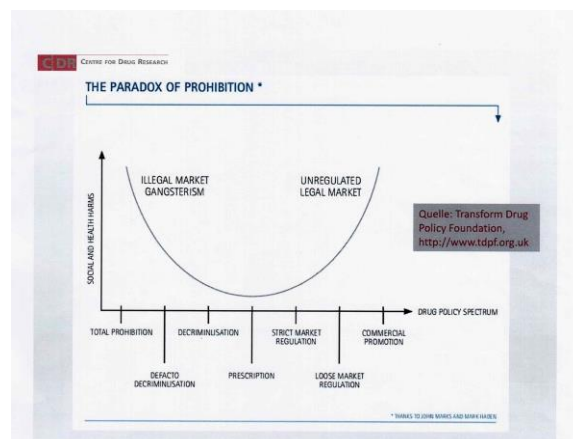 CDR CENTRE FOR DRUG RESEARCH
THE PARADOX OF PROHIBITION *
ILLEGAL MARKET
GANGSTERISM
UNREGULATED
LEGAL MARKET
Quelle: Transform Drug
Policy Foundation,
http://www.tdpf.org.uk
SOCIAL AND HEALTH HARMS
DRUG POLICY SPECTRUM
TOTAL PROHIBITION
DECRIMINLISATION
STRICT MARKET
REGULATION
COMMERCIAL
PROMOTION
DEFACTO
DECRIMINLISATION
PRESCRIPTION
LOOSE MARKET
REGULATION
* THANKS TO JOHN MARKS AND MARK HADEN